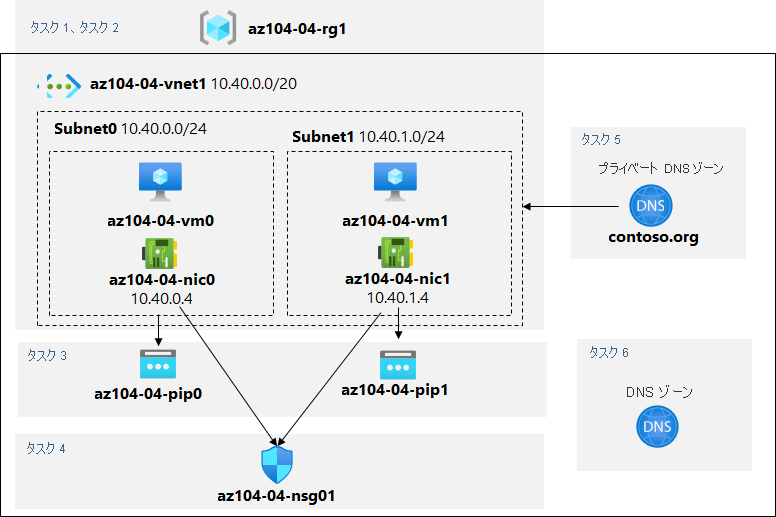 タスク 1、タスク 2
az104-04-rg1
az104-04-vnet1 10.40.0.0/20
Subnet0 10.40.0.0/24
Subnet1 10.40.1.0/24
az104-04-vm0
az104-04-vm1
az104-04-nic0
10.40.0.4
az104-04-nic1
10.40.1.4
タスク 5
プライベート DNS ゾーン
DNS
contoso.org
タスク 3
az104-04-pip0
az104-04-pip1
タスク 6
DNS ゾーン
DNS
タスク 4
az104-04-nsg01